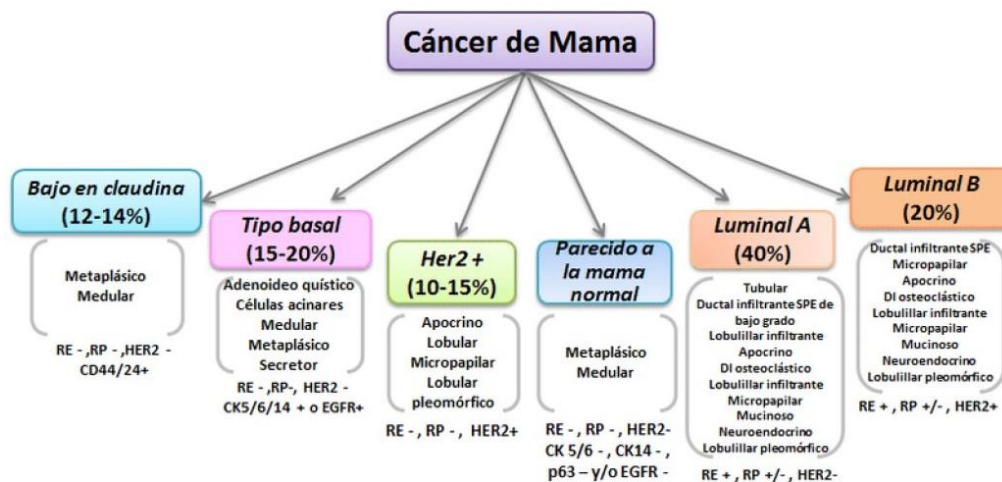 Cáncer de Mama
Bajo en claudina
(12-14%)
Metaplásico
Medular
RE - ,RP - ,HER2 -
CD44/24+
Tipo basal
(15-20%)
Adenoideo quístico
Células acinares
Medular
Metaplásico
Secretor
RE - ,RP-, HER2 -
CK5/6/14 + o EGFR+
Her2 +
(10-15%)
Apocrino
Lobular
Micropapilar
Lobular
pleomórfico
RE - , RP - , HER2+
Parecido a
la mama
normal
Metaplásico
Medular
RE - , RP - , HER2-
CK 5/6 - , CK14 - ,
p63 – y/o EGFR -
Luminal A
(40%)
Tubular
Ductal infiltrante SPE de
bajo grado
Lobulillar infiltrante
Apocrino
DI osteoclástico
Lobulillar infiltrante
Micropapilar
Mucinoso
Neuroendocrino
Lobulillar pleomórfico
RE + , RP +/- , HER2-
Luminal B
(20%)
Ductal infiltrante SPE
Micropapilar
Apocrino
DI osteoclástico
Lobulillar infiltrante
Micropapilar
Mucinoso
Neuroendocrino
Lobulillar pleomórfico
RE + , RP +/- , HER2+